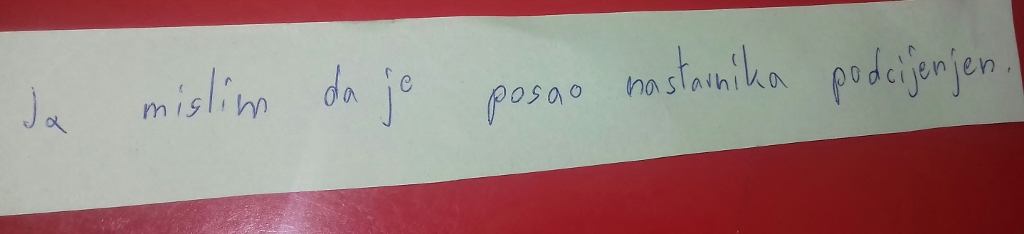 Ja mislim da je posao nastavnika podcijenjen.